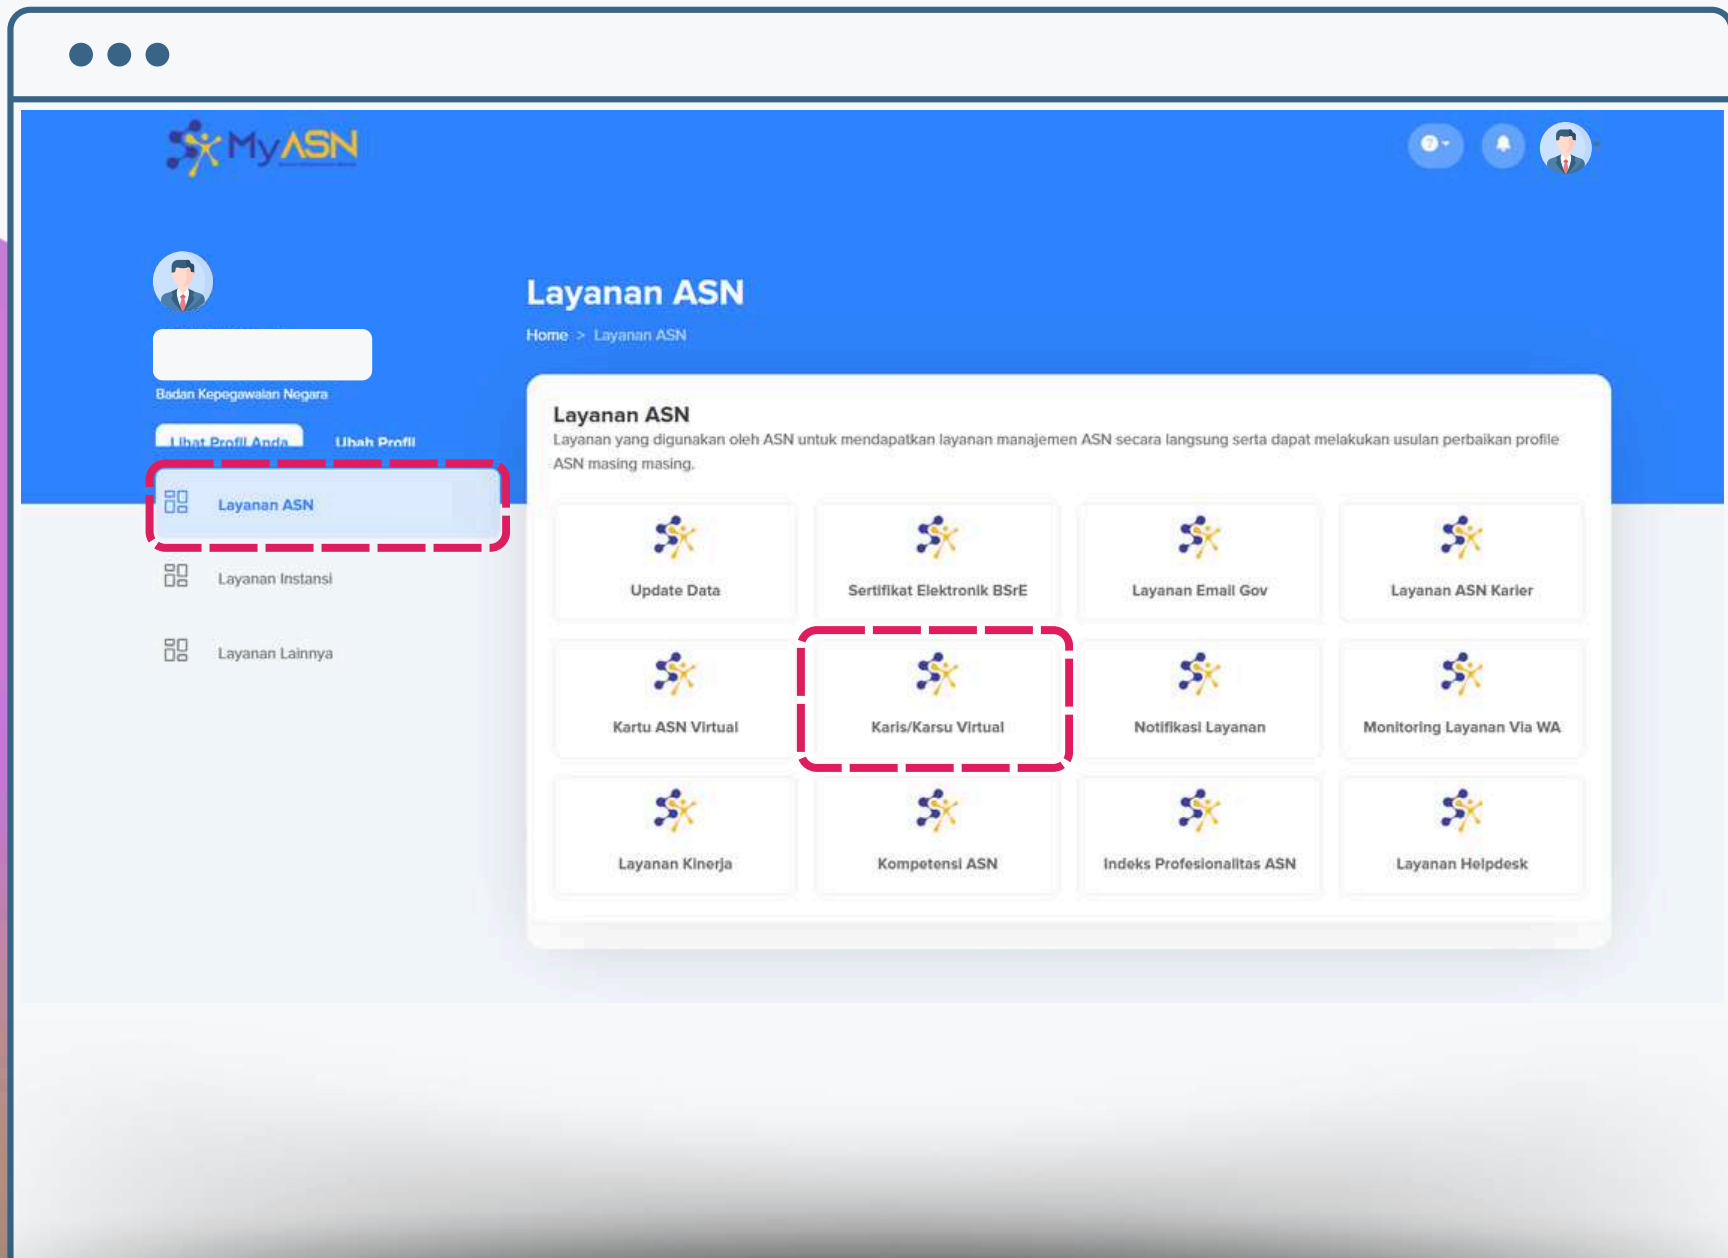 MyASN
Layanan ASN
Home > Layanan ASN
Badan Kepegawaian Negara
Lihat Profil Anda
Ubah Profil
Layanan ASN
Layanan Instansi
Layanan Lainnya
Layanan ASN
Layanan yang digunakan oleh ASN untuk mendapatkan layanan manajemen ASN secara langsung serta dapat melakukan usulan perbaikan profile
ASN masing masing.
Update Data
Sertifikat Elektronik BSrE
Layanan Email Gov
Layanan ASN Karier
Kartu ASN Virtual
Karis/Karsu Virtual
Notifikasi Layanan
Monitoring Layanan Via WA
Layanan Kinerja
Kompetensi ASN
Indeks Profesionalitas ASN
Layanan Helpdesk